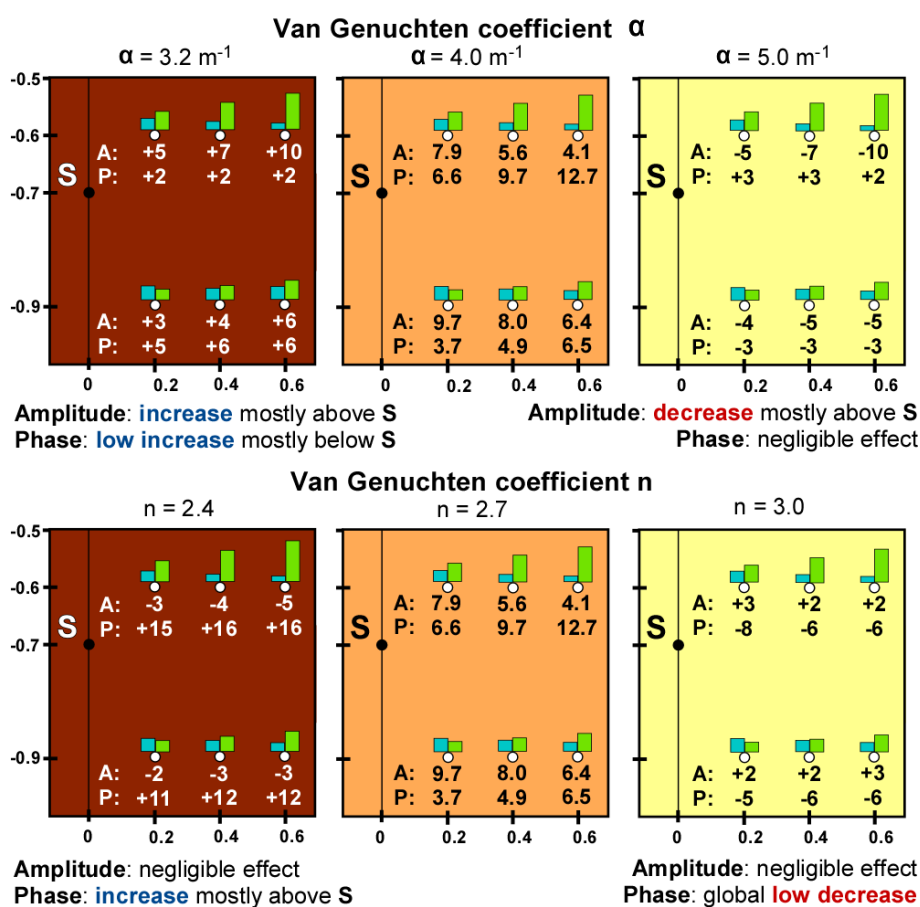 Van Genuchten coefficient α
α = 3.2 m-1 α = 4.0 m-1 α = 5.0 m-1
-0.5
-0.6
A: +5 +7 +10 A: 7.9 5.6 4.1 A: -5 -7 -10
S P: +2 +2 +2 S P: 6.6 9.7 12.7 S P: +3 +3 +2
-0.7
-0.9
A: +3 +4 +6 A: 9.7 8.0 6.4 A: -4 -5 -5
P: +5 +6 +6 P: 3.7 4.9 6.5 P: -3 -3 -3
0 0.2 0.4 0.6 0 0.2 0.4 0.6 0 0.2 0.4 0.6
Amplitude: increase mostly above S Amplitude: decrease mostly above S
Phase: low increase mostly below S Phase: negligible effect
Van Genuchten coefficient n
n = 2.4 n = 2.7 n = 3.0
-0.5
-0.6
A: -3 -4 -5 A: 7.9 5.6 4.1 A: +3 +2 +2
S P: +15 +16 +16 S P: 6.6 9.7 12.7 S P: -8 -6 -6
-0.7
-0.9
A: -2 -3 -3 A: 9.7 8.0 6.4 A: +2 +2 +3
P: +11 +12 +12 P: 3.7 4.9 6.5 P: -5 -6 -6
0 0.2 0.4 0.6 0 0.2 0.4 0.6 0 0.2 0.4 0.6
Amplitude: negligible effect Amplitude: negligible effect
Phase: increase mostly above S Phase: global low decrease